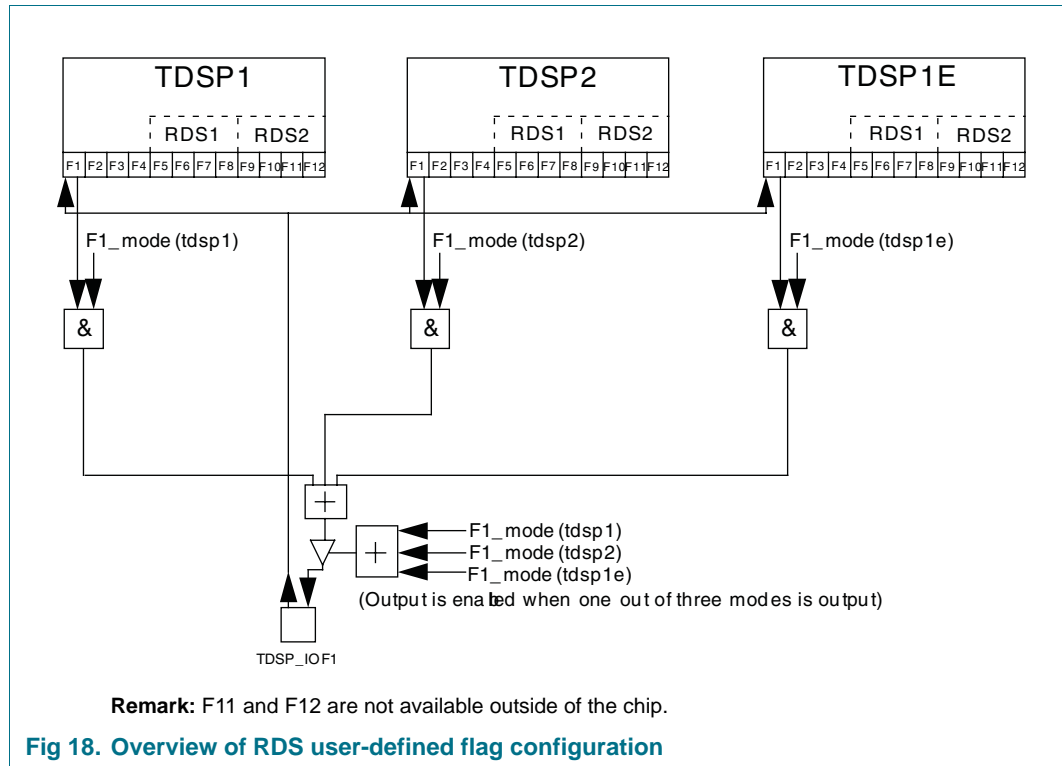 TDSP1 TDSP2 TDSP1E
RDS1 RDS2 RDS1 RDS2 RDS1 RDS2
F1 F2 F3 F4 F5 F6 F7 F8 F9 F10 F11 F12 F1 F2 F3 F4 F5 F6 F7 F8 F9 F10 F11 F12 F1 F2 F3 F4 F5 F6 F7 F8 F9 F10 F11 F12
F1_mode (tdsp1) F1_mode (tdsp2) F1_mode (tdsp1e)
& & &
+
F1_mode (tdsp1)
+ F1_mode (tdsp2)
F1_mode (tdsp1e)
(Output is enabled when one out of three modes is output)
TDSP_IOF1
Remark: F11 and F12 are not available outside of the chip.
Fig 18. Overview of RDS user-defined flag configuration